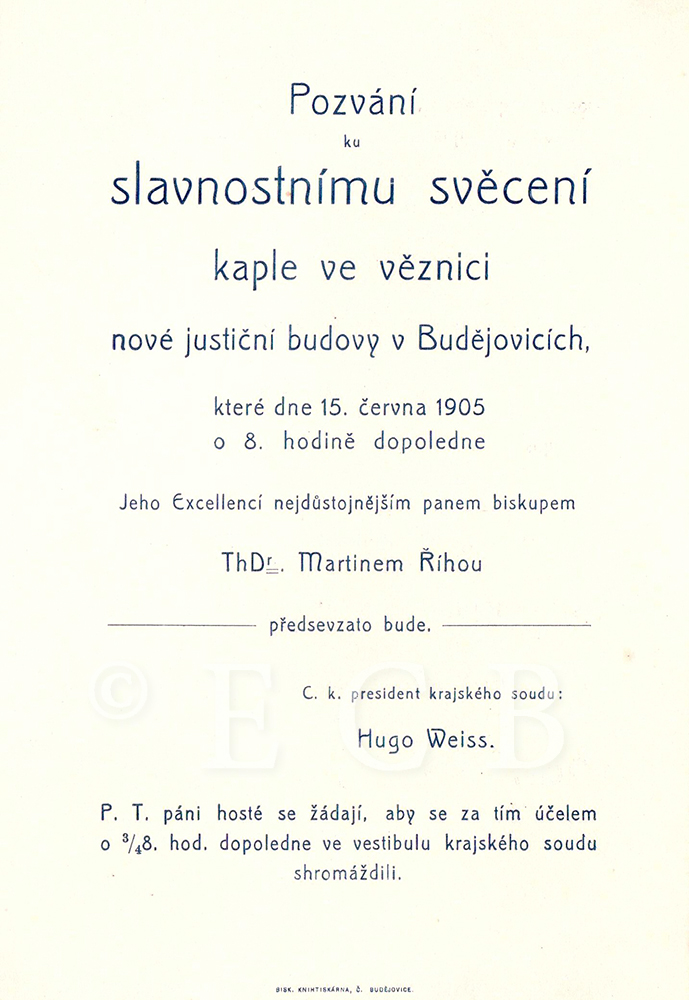 Pozvání
ku
slavnostnímu svěcení
kaple ve věznici
nové justiční budovy v Budějovicích,
které dne 15. června 1905
o 8. hodině dopoledne
Jeho Excellencí nejdůstojnějším panem biskupem
ThDr. Martinem Říhou
předsevzato bude.
C. k. president krajského soudu:
Hugo Weiss.
© E C B
P. T. páni hosté se žádají, aby se za tím účelem
o ¾8. hod. dopoledne ve vestibulu krajského soudu
shromáždili.
BISK. KNIHTISKÁRNA, Č. BUDĚJOVICE.